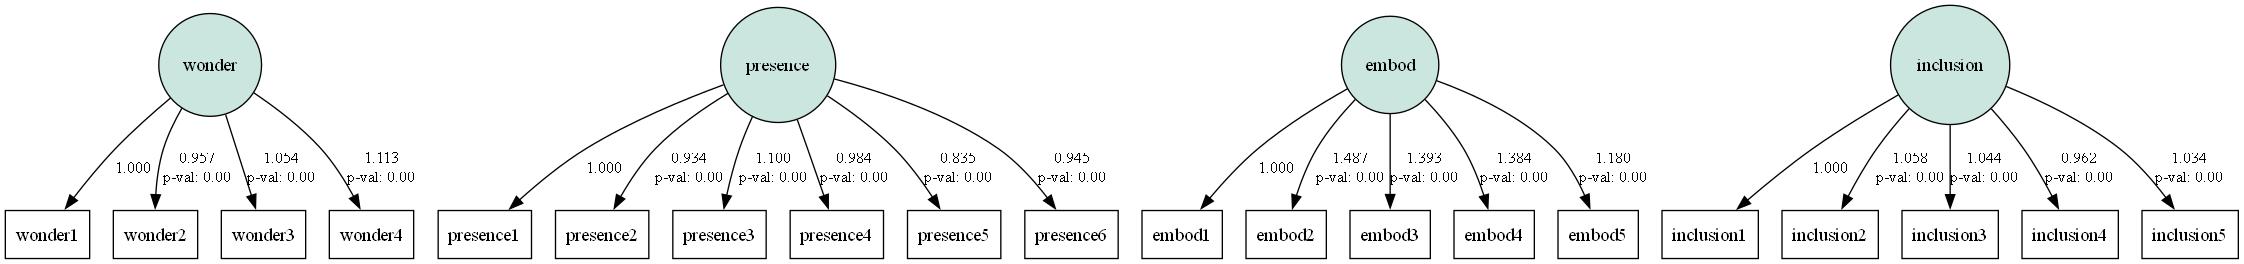 wonder
presence
embod
inclusion
1.000
0.957
p-val: 0.00
1.054
p-val: 0.00
1.113
p-val: 0.00
1.000
0.934
p-val: 0.00
1.100
p-val: 0.00
0.984
p-val: 0.00
0.835
p-val: 0.00
0.945
p-val: 0.00
1.000
1.487
p-val: 0.00
1.393
p-val: 0.00
1.384
p-val: 0.00
1.180
p-val: 0.00
1.000
1.058
p-val: 0.00
1.044
p-val: 0.00
0.962
p-val: 0.00
1.034
p-val: 0.00
wonder1
wonder2
wonder3
wonder4
presence1
presence2
presence3
presence4
presence5
presence6
embod1
embod2
embod3
embod4
embod5
inclusion1
inclusion2
inclusion3
inclusion4
inclusion5